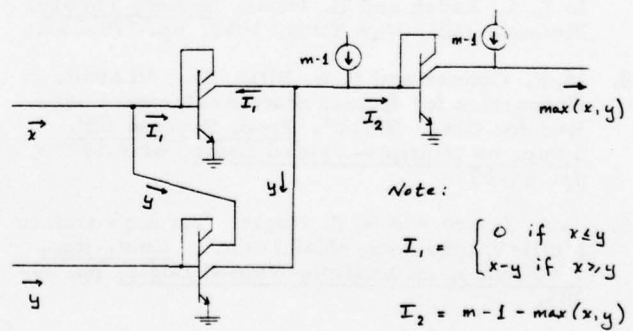 m-1
m-1
x
I₁
I₁
I₂
max(x,y)
y
y
y
Note:
I₁ = { 0 if x≤y
x-y if x≥y
I₂ = m-1-max(x,y)